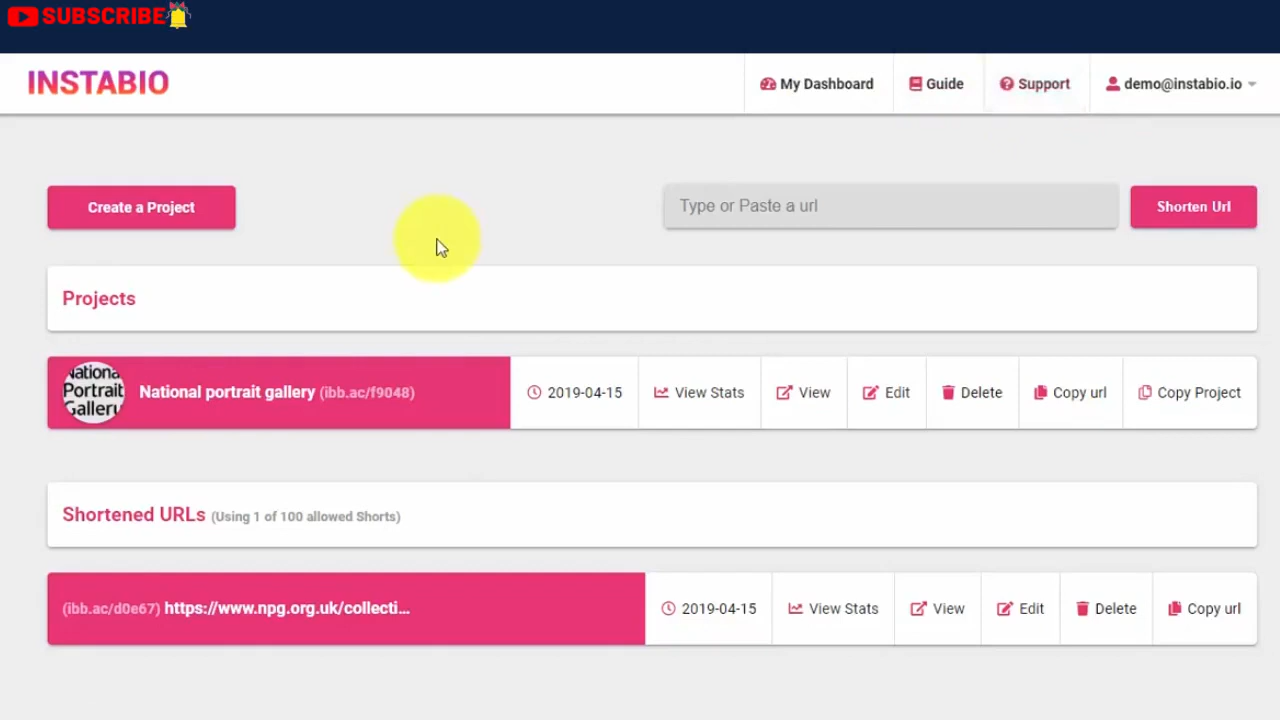 SUBSCRIBE
INSTABIO
My Dashboard
Guide
Support
demo@instabio.io
Create a Project
Type or Paste a url
Shorten Url
Projects
National
Portrait
Gallery
National portrait gallery (ibb.ac/f9048)
2019-04-15
View Stats
View
Edit
Delete
Copy url
Copy Project
Shortened URLs (Using 1 of 100 allowed Shorts)
(ibb.ac/d0e67) https://www.npg.org.uk/collecti...
2019-04-15
View Stats
View
Edit
Delete
Copy url